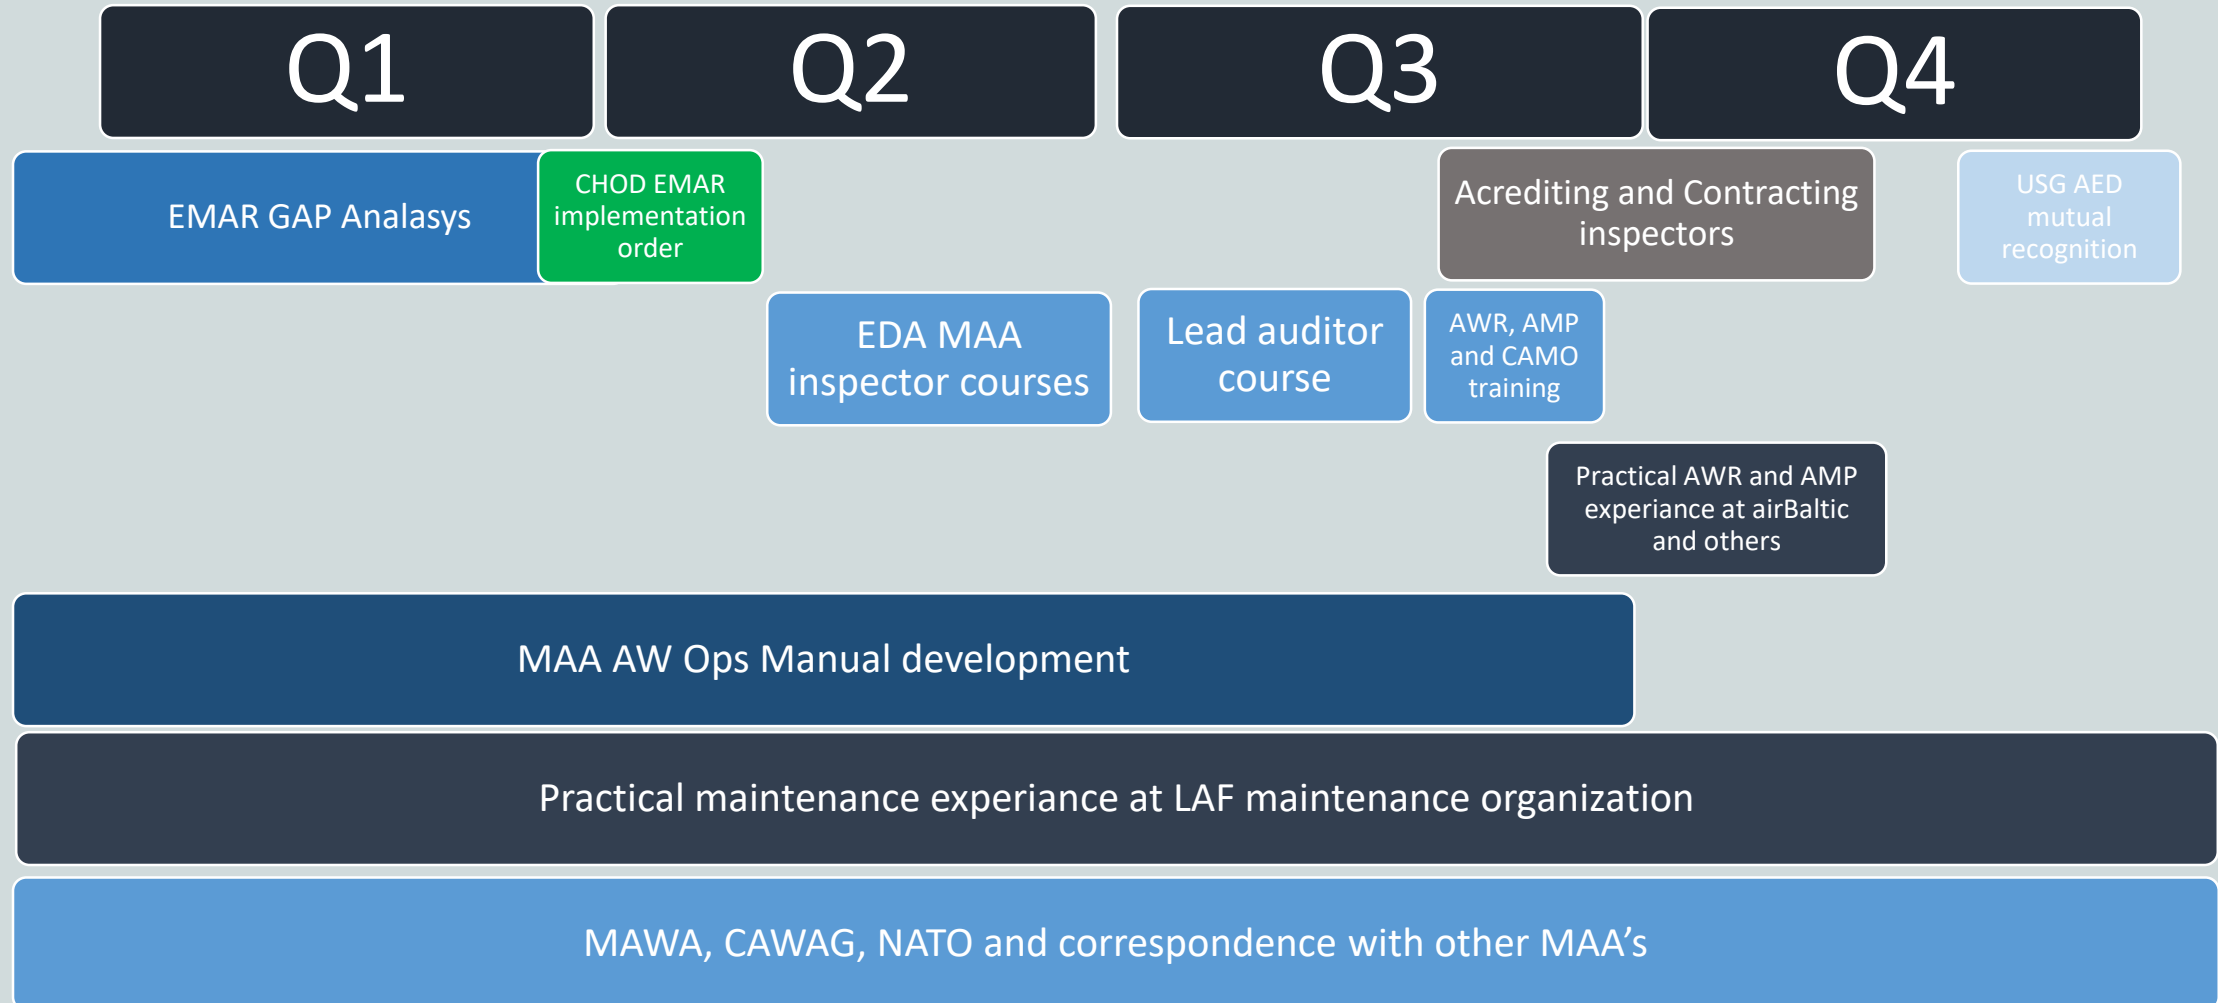 Q1
Q2
Q3
Q4
EMAR GAP Analasys
CHOD EMAR
implementation
order
Acrediting and Contracting
inspectors
USG AED
mutual
recognition
EDA MAA
inspector courses
Lead auditor
course
AWR, AMP
and CAMO
training
Practical AWR and AMP
experiance at airBaltic
and others
MAA AW Ops Manual development
Practical maintenance experiance at LAF maintenance organization
MAWA, CAWAG, NATO and correspondence with other MAA’s